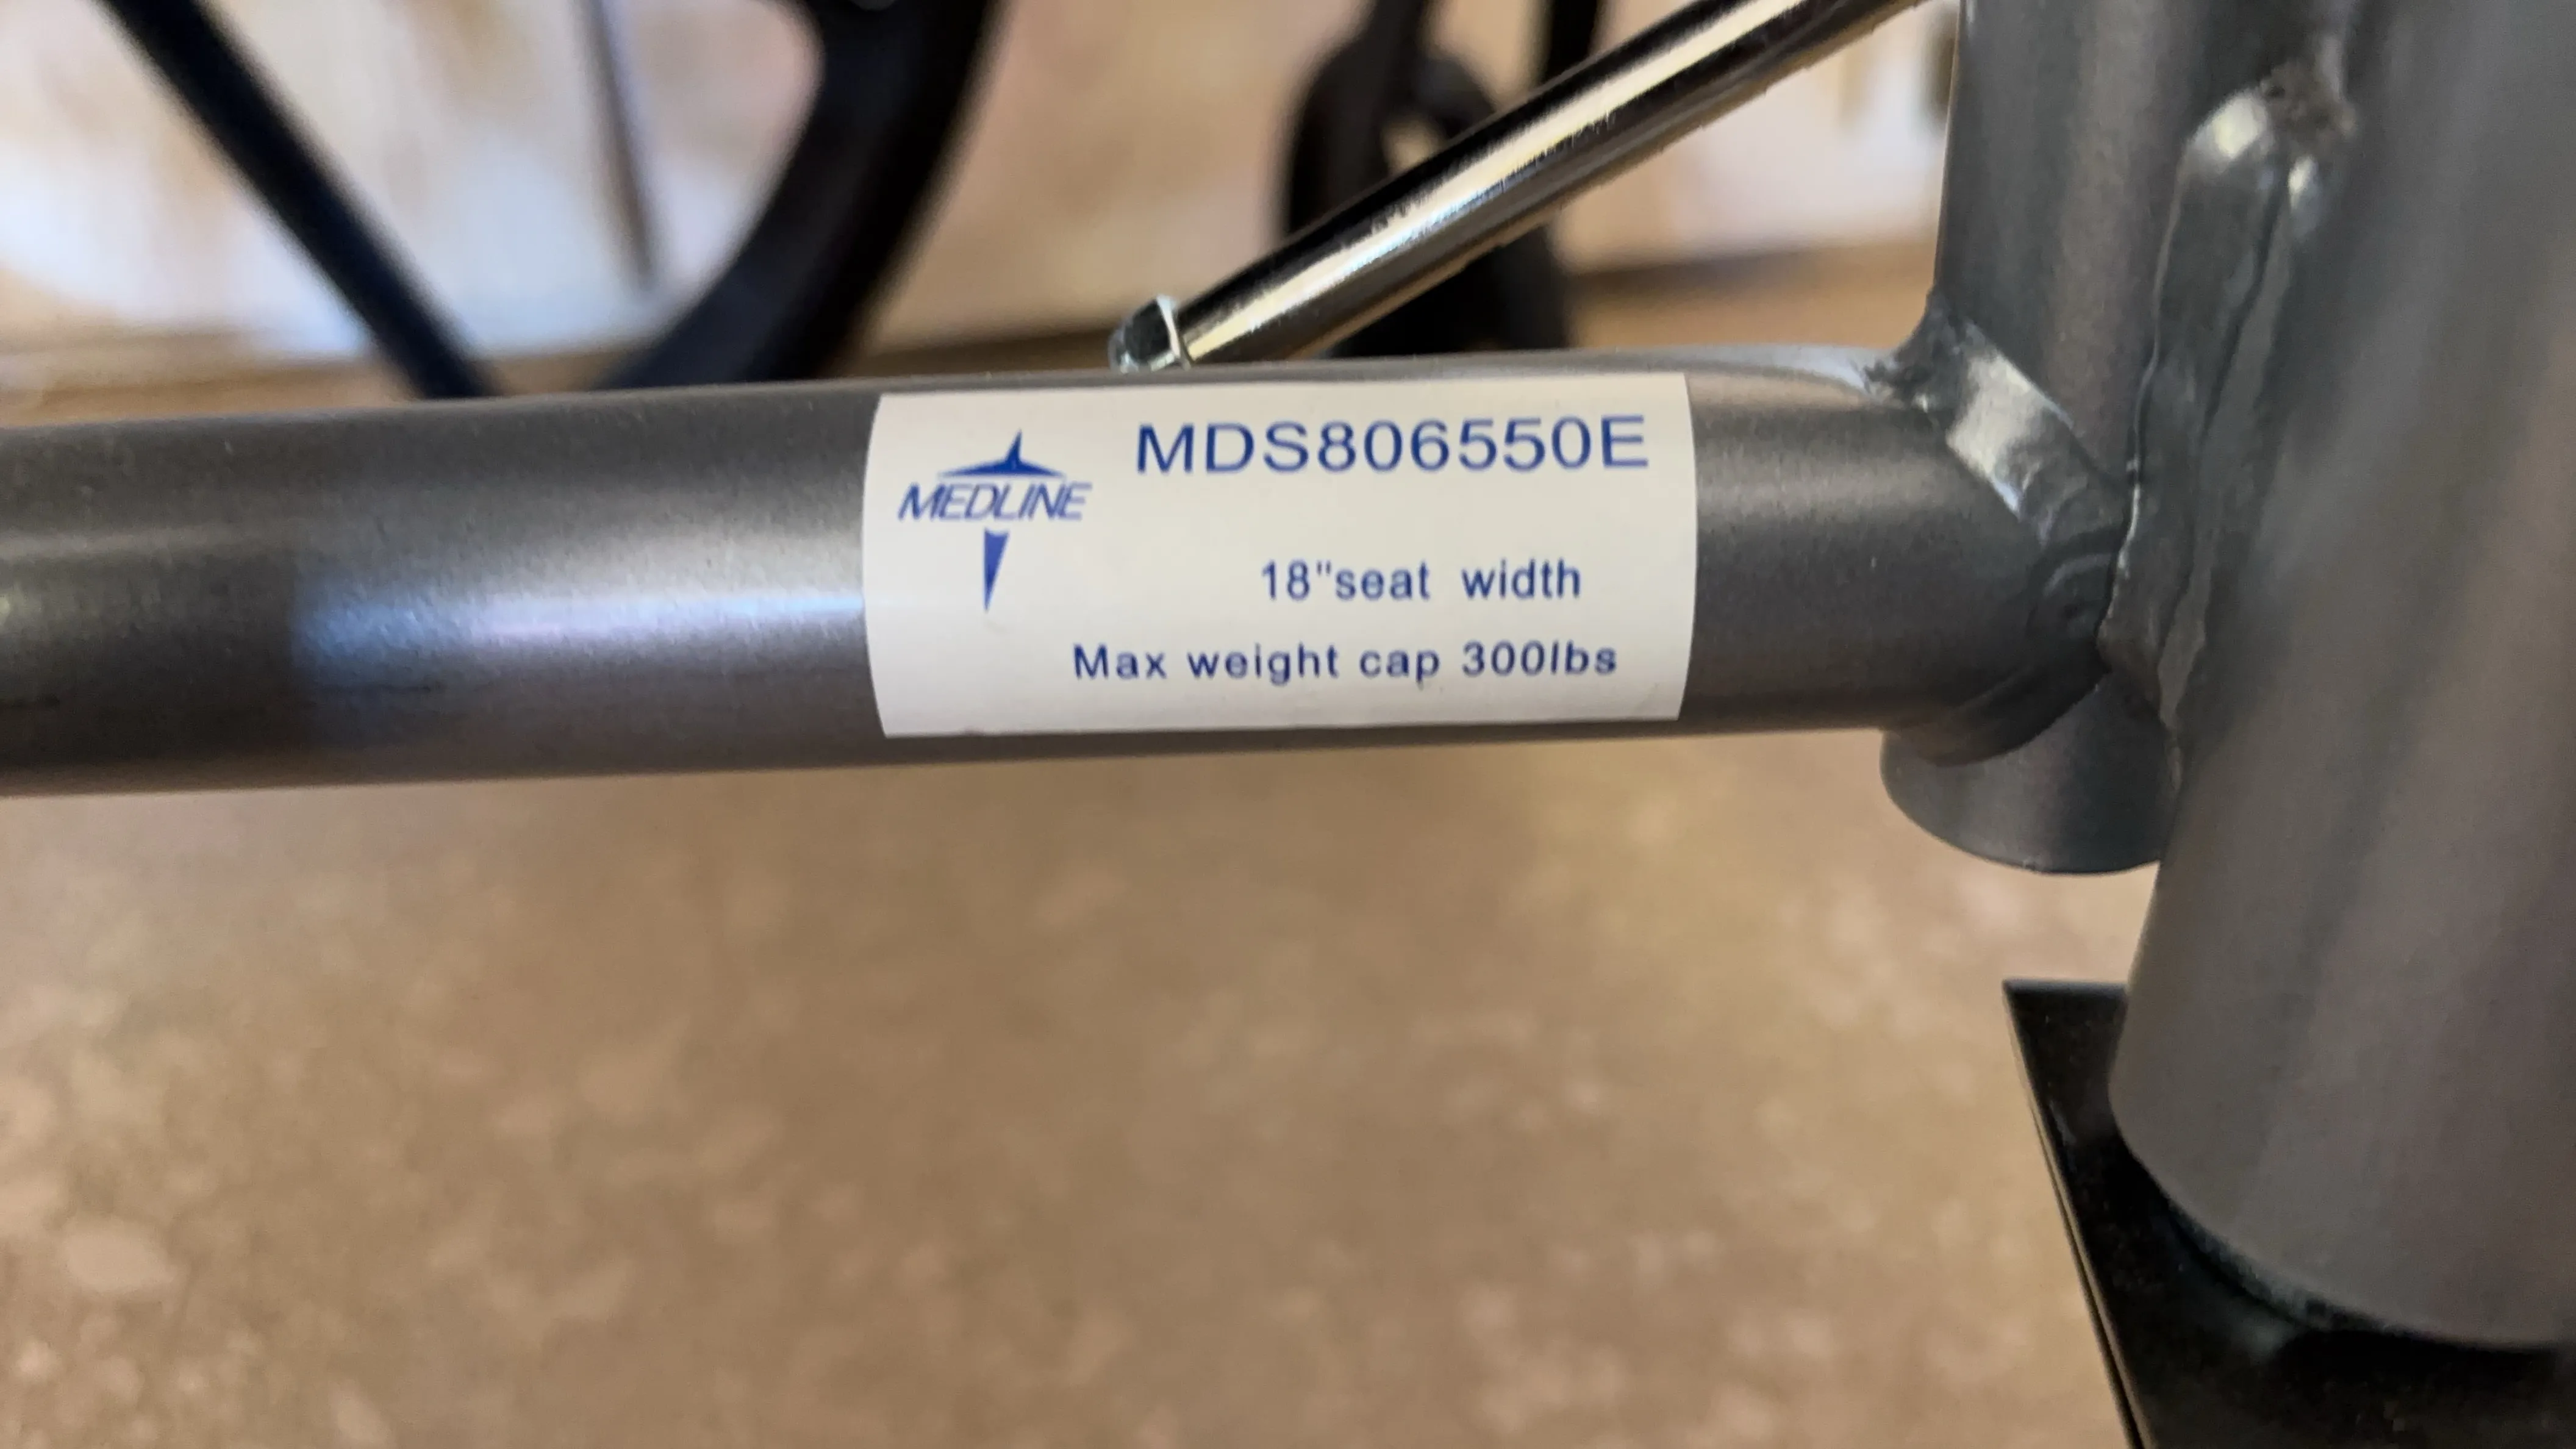 MDS806550E
MEDLINE
18"seat width
Max weight cap 300lbs